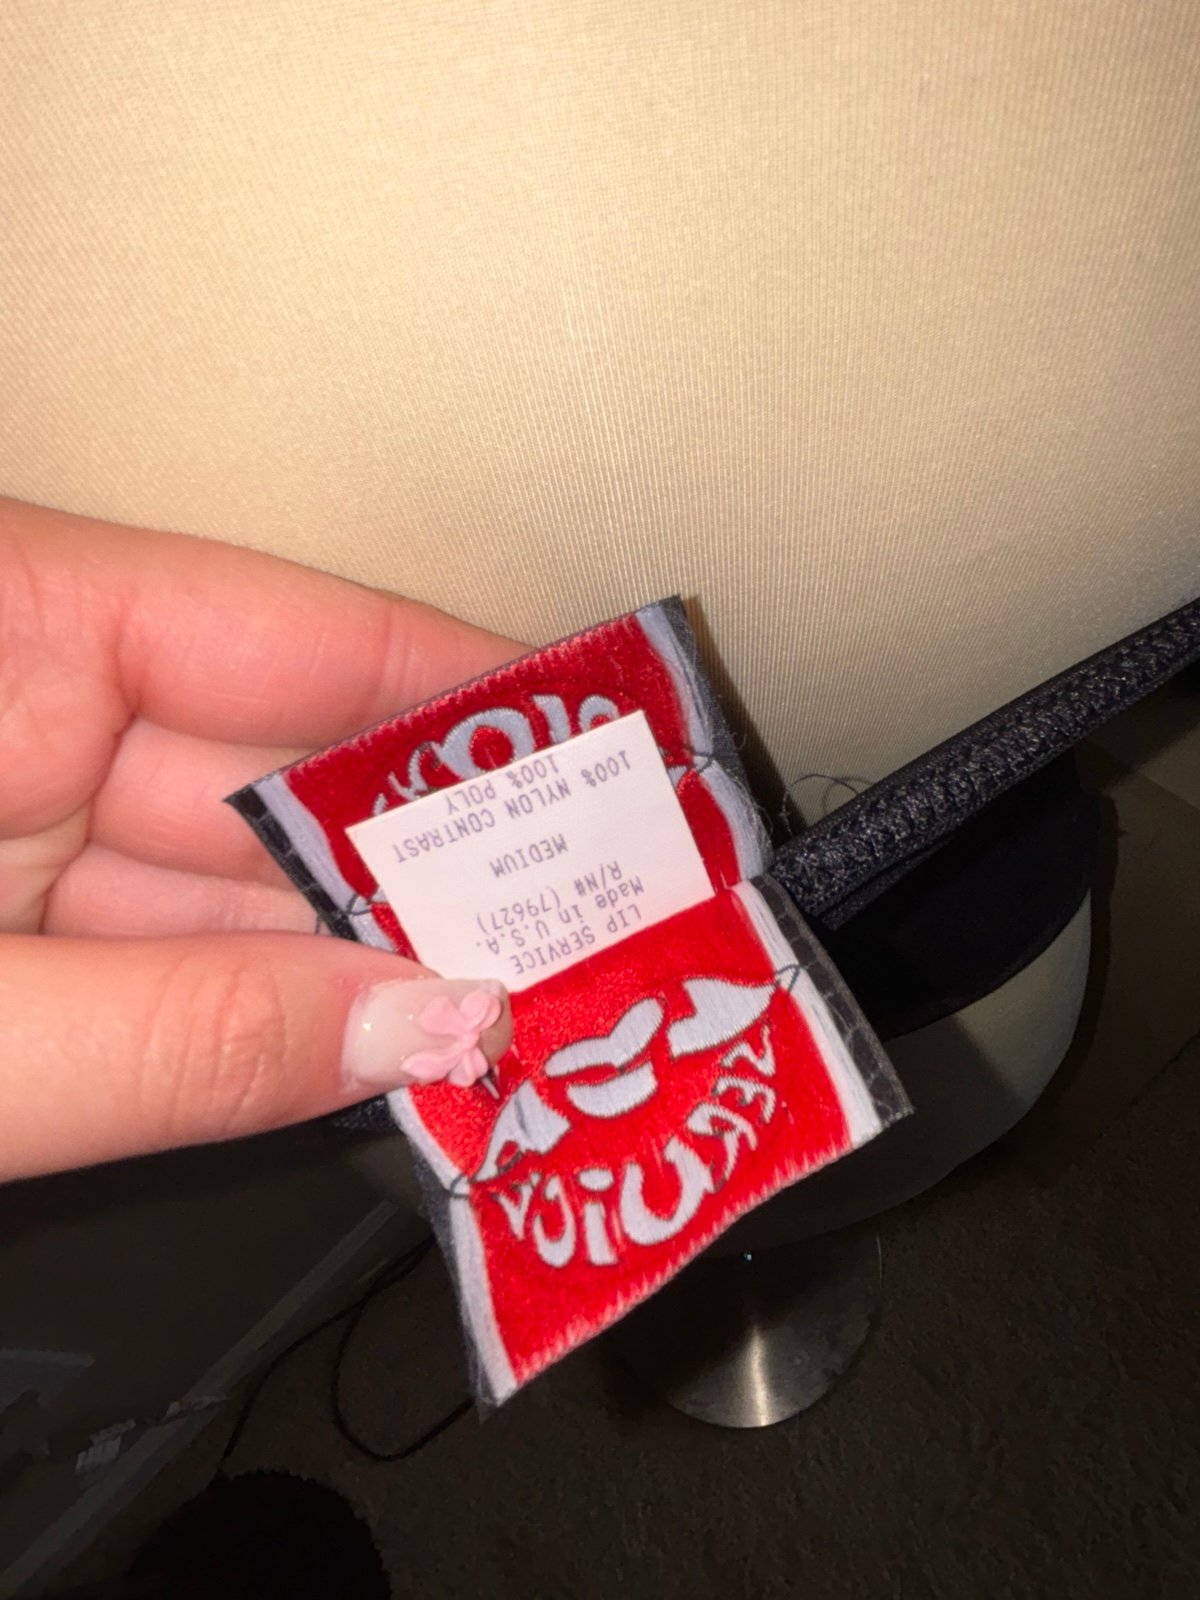 LIP SERVICE
Made in U.S.A.
R/N# (79627)
MEDIUM
100% NYLON CONTRAST
100% POLY